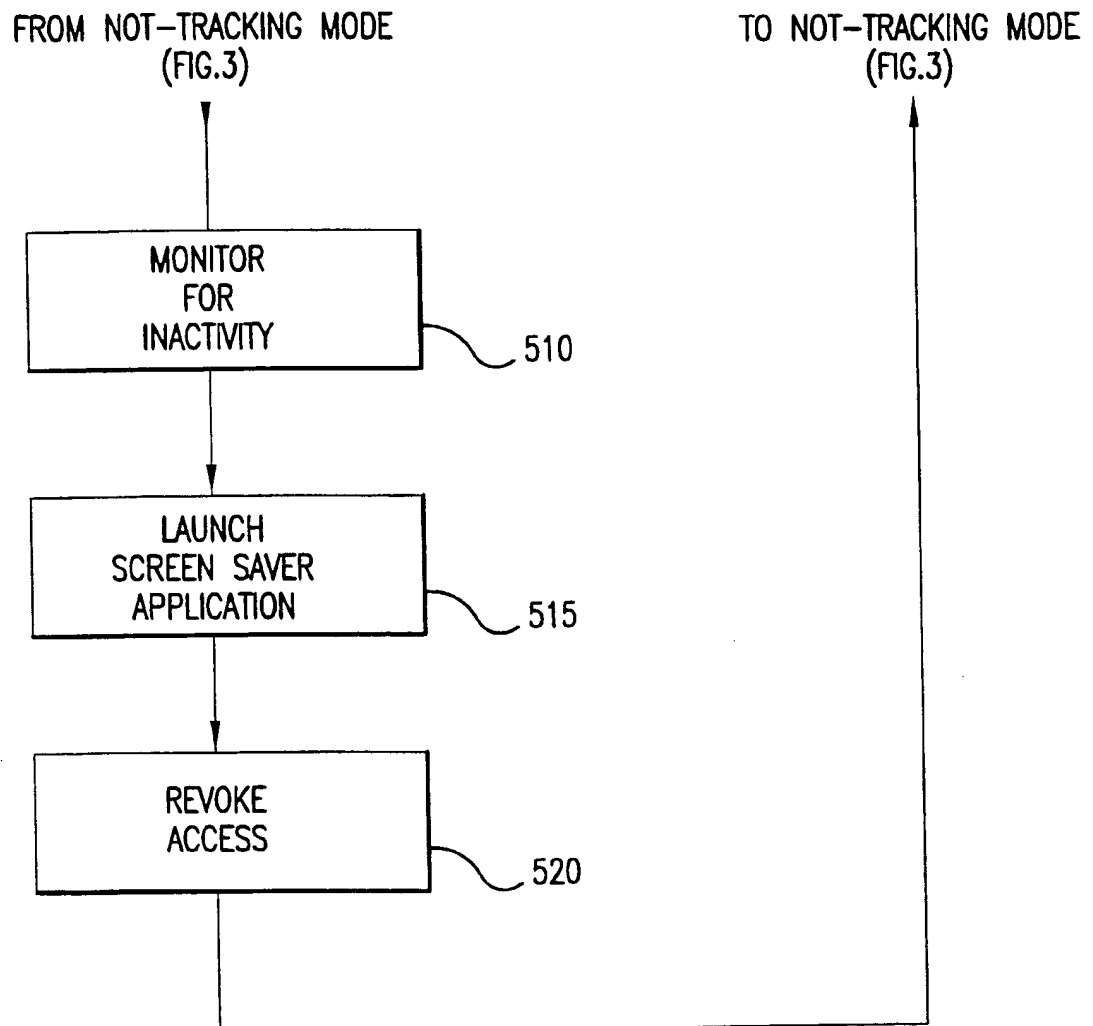 FROM NOT-TRACKING MODE
(FIG.3)
TO NOT-TRACKING MODE
(FIG.3)
MONITOR
FOR
INACTIVITY
510
LAUNCH
SCREEN SAVER
APPLICATION
515
REVOKE
ACCESS
520